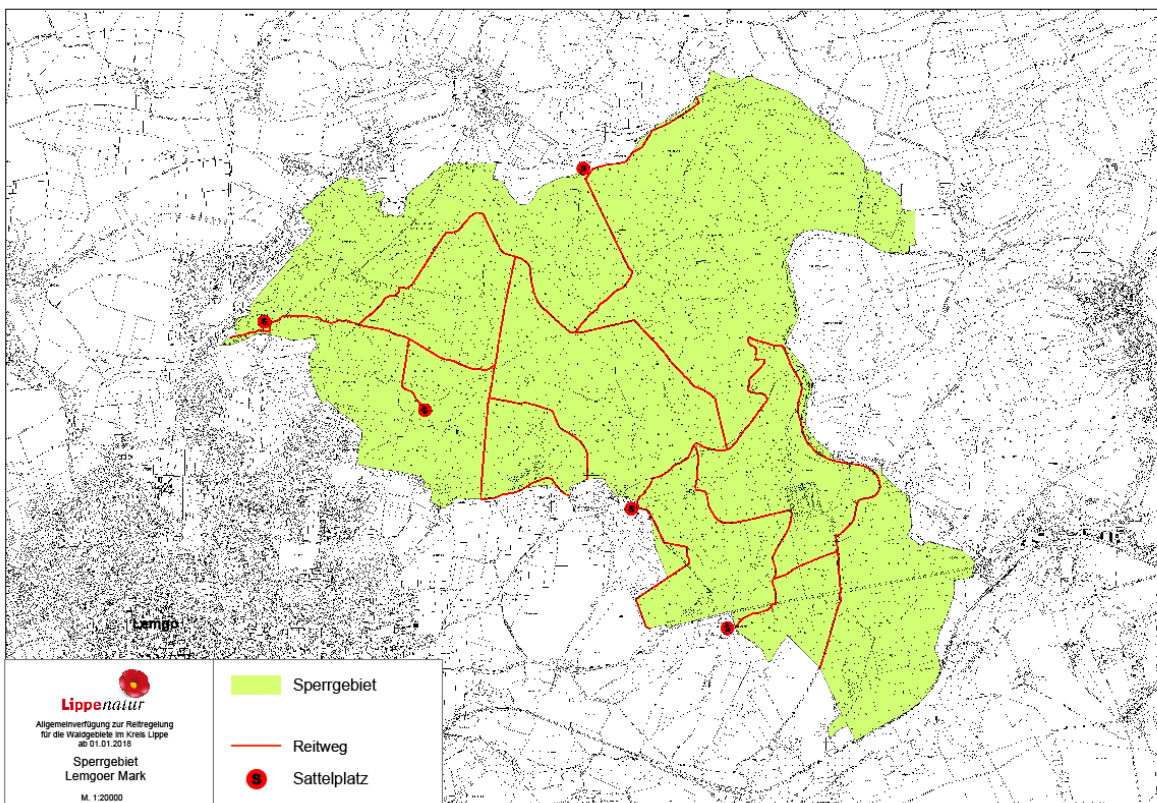 S
S
S
S
S
Lemgo
Lippenatur
Allgemeinverfügung zur Reitregelung
für die Waldgebiete im Kreis Lippe
ab 01.01.2018
Sperrgebiet
Lemgoer Mark
M. 1:20000
Sperrgebiet
Reitweg
S Sattelplatz